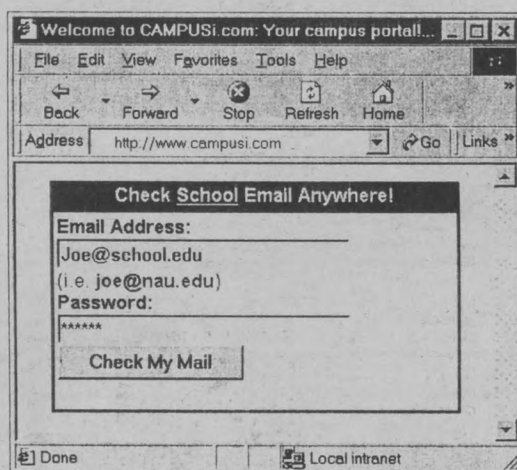 Welcome to CAMPUSi.com: Your campus portal!...
File Edit View Favorites Tools Help
Back Forward Stop Refresh Home »
Address http://www.campusi.com Go Links »
Check School Email Anywhere!
Email Address:
Joe@school.edu
(i.e. joe@nau.edu)
Password:
******
Check My Mail
Done Local intranet